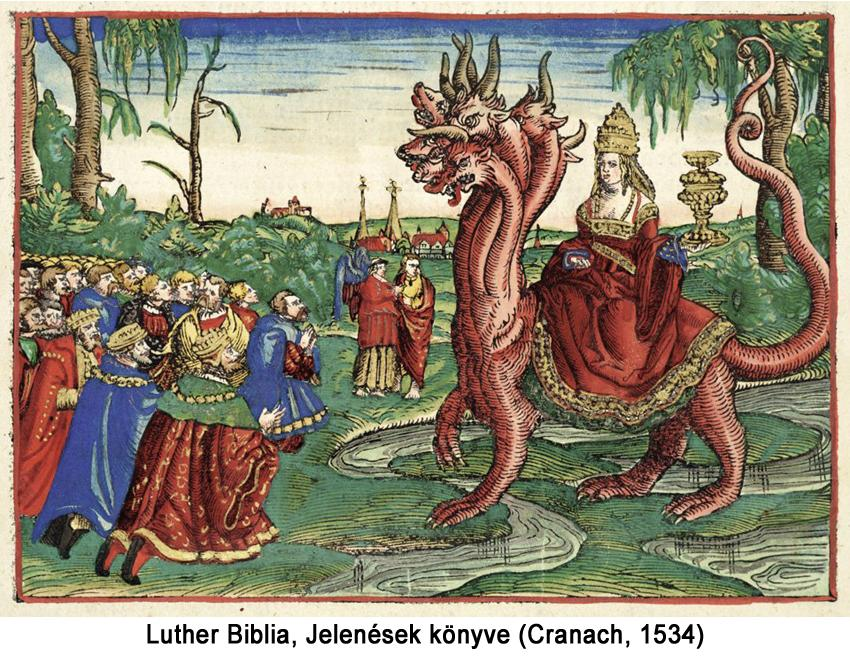 Luther Biblia, Jelenések könyve (Cranach, 1534)